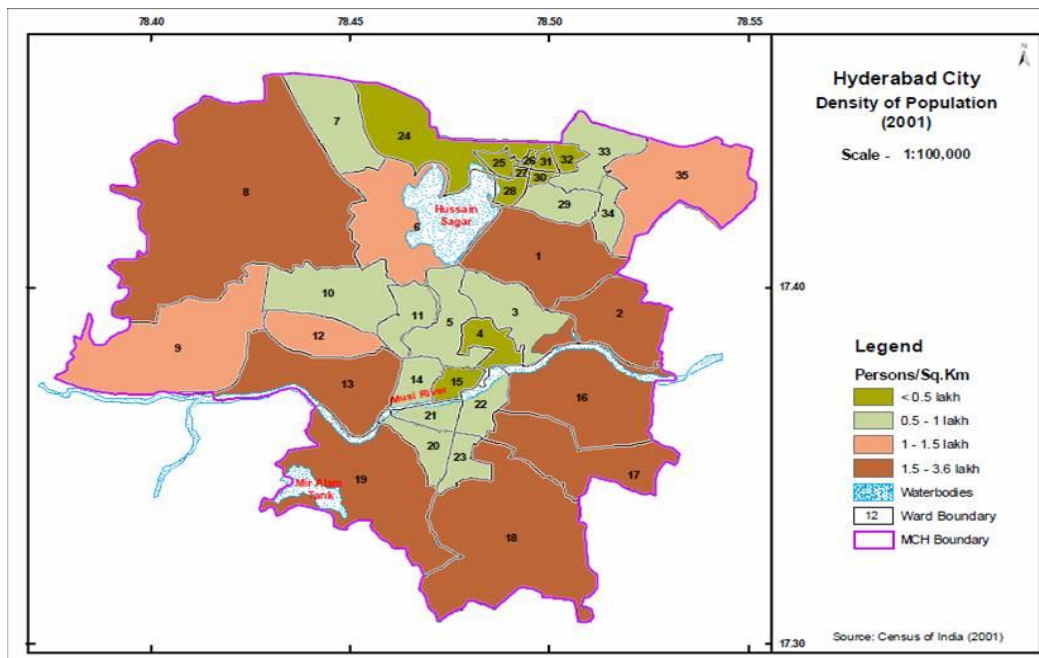 78.40 78.45 78.50 78.55
N
Hyderabad City
Density of Population
(2001)
Scale - 1:100,000
7
24
33
25
26
31
32
27
30
28
35
8
29
34
Hussain
Sagar
6
1
17.40
10
3
2
11
5
12
4
9
13
14
15
Musi River
22
16
21
20
23
17
19
Mir Alam
Tank
18
Legend
Persons/Sq.Km
< 0.5 lakh
0.5 - 1 lakh
1 - 1.5 lakh
1.5 - 3.6 lakh
Waterbodies
12 Ward Boundary
MCH Boundary
17.30
Source: Census of India (2001)